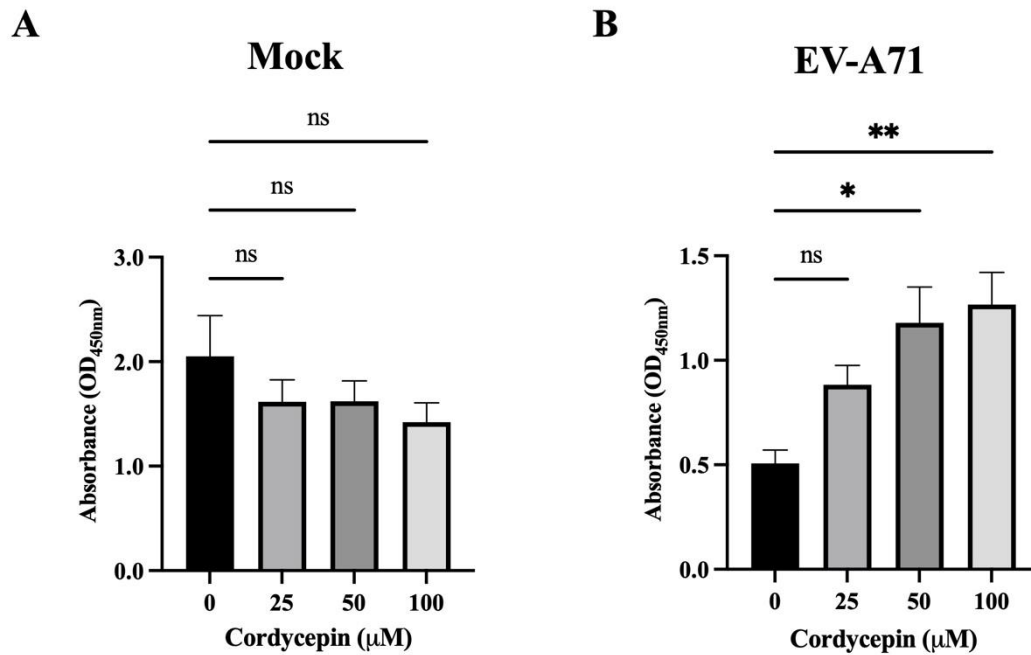 A
Mock
ns
ns
ns
3.0
2.0
1.0
0.0
Absorbance (OD450nm)
0
25
50
100
Cordycepin (μM)
B
EV-A71
**
*
ns
1.5
1.0
0.5
0.0
Absorbance (OD450nm)
0
25
50
100
Cordycepin (μM)